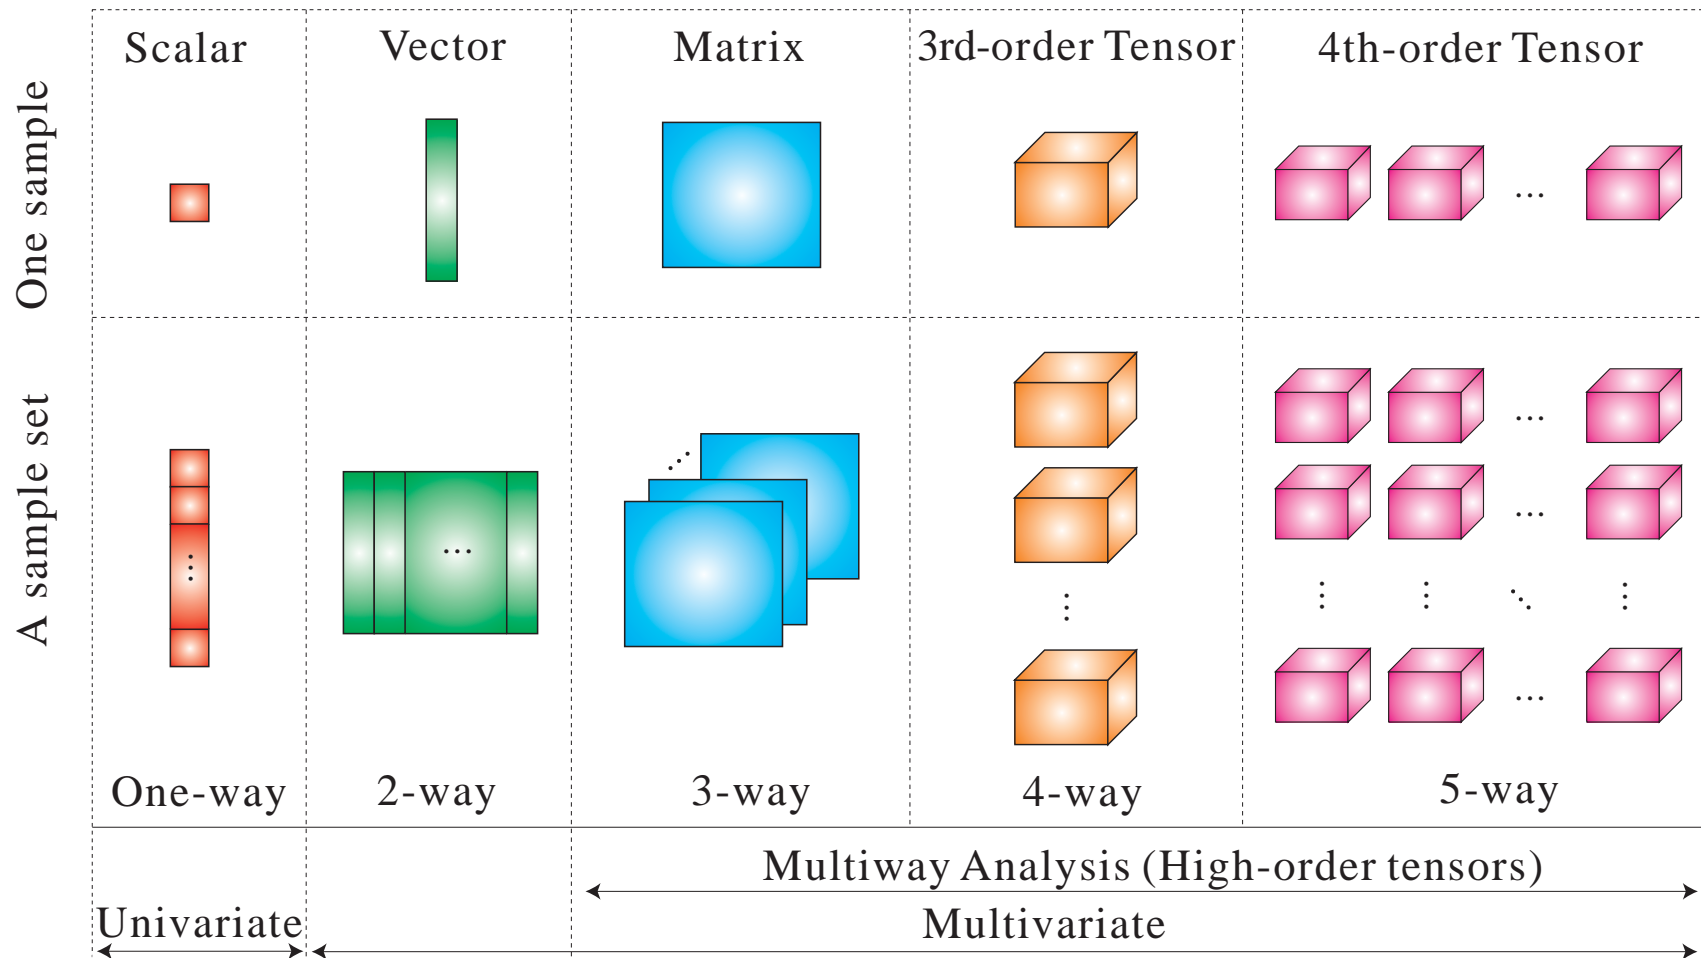 Scalar
Vector
Matrix
3rd-order Tensor
4th-order Tensor
One sample
...
A sample set
...
...
...
...
...
...
...
...
...
...
...
...
One-way
2-way
3-way
4-way
5-way
Multiway Analysis (High-order tensors)
Univariate
Multivariate